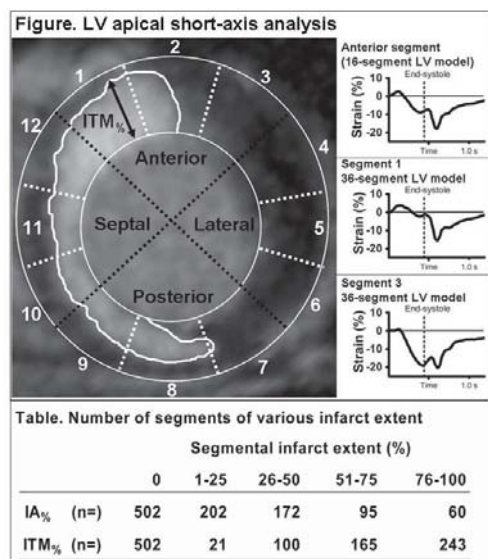 Figure. LV apical short-axis analysis
1
2
3
4
5
6
7
8
9
10
11
12
ITM%
Anterior
Septal
Lateral
Posterior
Anterior segment
(16-segment LV model)
End-systole
Strain (%)
10
0
-10
-20
Time
1.0 s
Segment 1
36-segment LV model
End-systole
Strain (%)
10
0
-10
-20
Time
1.0 s
Segment 3
36-segment LV model
End-systole
Strain (%)
10
0
-10
-20
Time
1.0 s
Table. Number of segments of various infarct extent
Segmental infarct extent (%)
0 1-25 26-50 51-75 76-100
IA% (n=) 502 202 172 95 60
ITM% (n=) 502 21 100 165 243